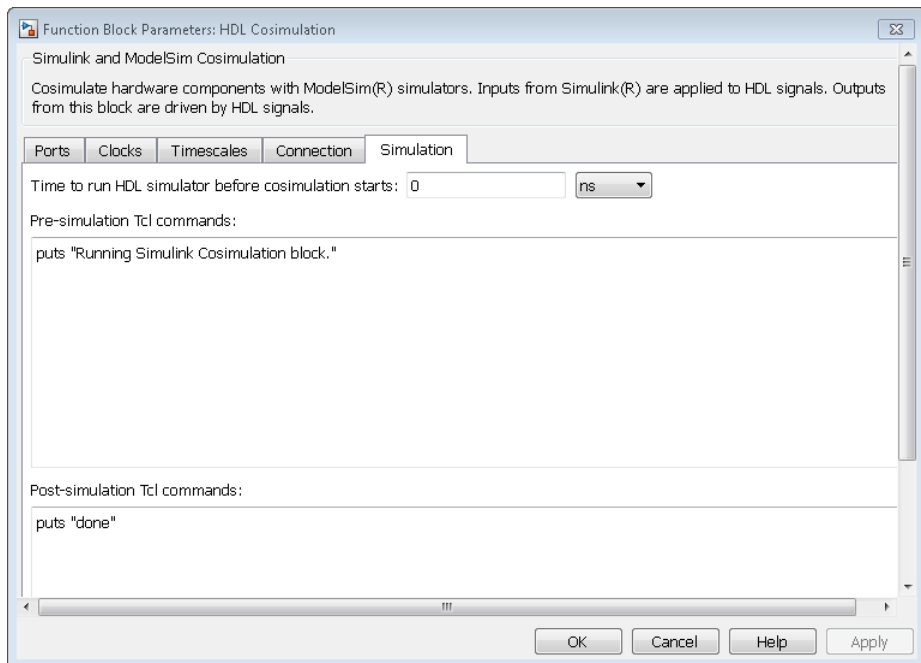 Function Block Parameters: HDL Cosimulation
Simulink and ModelSim Cosimulation
Cosimulate hardware components with ModelSim(R) simulators. Inputs from Simulink(R) are applied to HDL signals. Outputs
from this block are driven by HDL signals.
Ports Clocks Timescales Connection Simulation
Time to run HDL simulator before cosimulation starts: 0 ns
Pre-simulation Tcl commands:
puts "Running Simulink Cosimulation block."
Post-simulation Tcl commands:
puts "done"
OK Cancel Help Apply